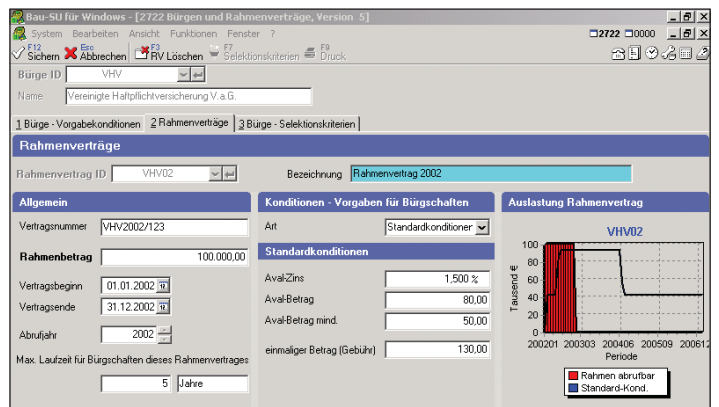 Bau-SU für Windows - [2722 Bürgen und Rahmenverträge, Version 5]
System Bearbeiten Ansicht Funktionen Fenster ? 2722 0000
F12 Sichern Esc Abbrechen F3 RV Löschen F7 Selektionskriterien F9 Druck
Bürge ID VHV
Name Vereinigte Haftpflichtversicherung V.a.G.
1 Bürge - Vorgabekonditionen 2 Rahmenverträge 3 Bürge - Selektionskriterien
Rahmenverträge
Rahmenvertrag ID VHV02 Bezeichnung Rahmenvertrag 2002
Allgemein Konditionen - Vorgaben für Bürgschaften Auslastung Rahmenvertrag
Vertragsnummer VHV2002/123 Art Standardkonditioner VHV02
Rahmenbetrag 100.000,00 Standardkonditionen
Vertragsbeginn 01.01.2002 Aval-Zins 1,500 %
Vertragsende 31.12.2002 Aval-Betrag 80,00
Abrufjahr 2002 Aval-Betrag mind. 50,00
Max. Laufzeit für Bürgschaften dieses Rahmenvertrages einmaliger Betrag (Gebühr) 130,00
5 Jahre
Tausend €
100
80
60
40
20
0
200201 200303 200406 200509 200612
Periode
Rahmen abrufbar
Standard-Kond.